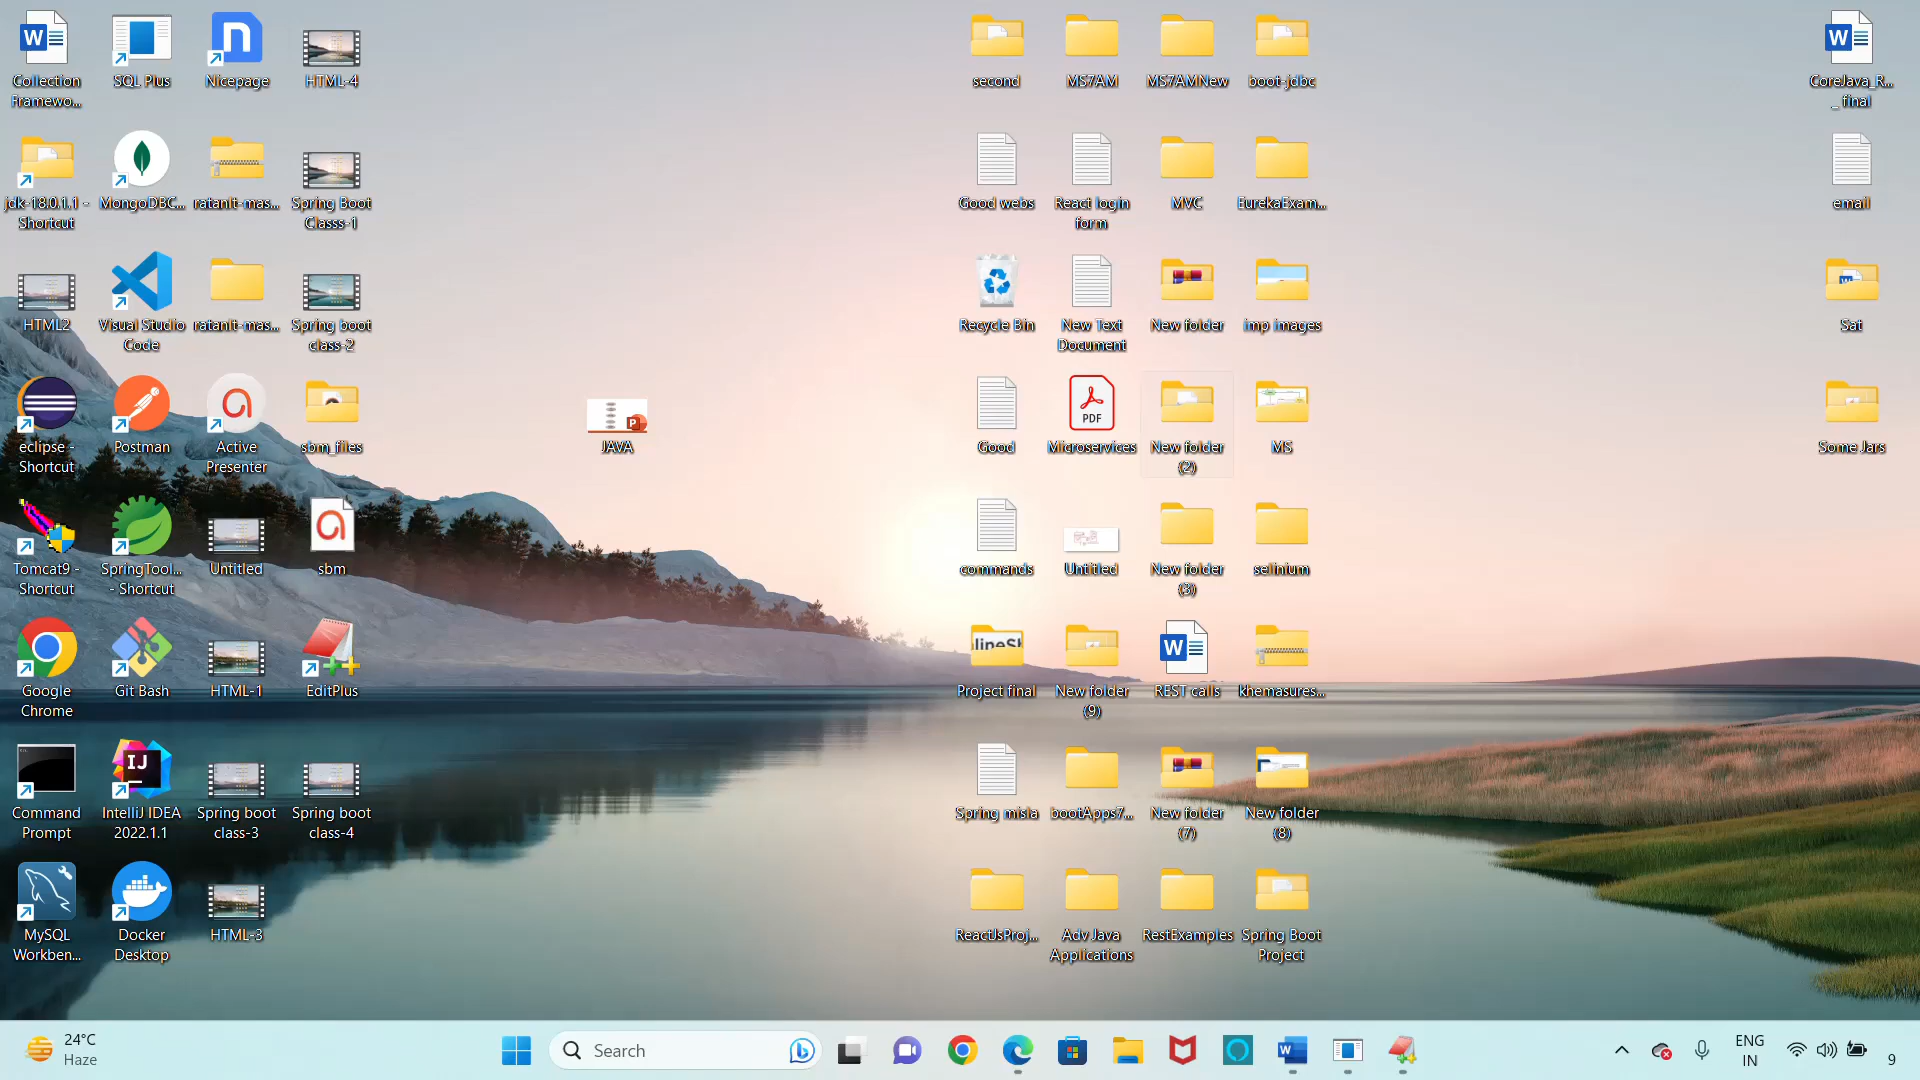 Collection
Framewo...
SQL Plus
Nicepage
HTML-4
second
MS7AM
MS7AMNew
boot-jdbc
CoreJava_R...
_ final
jdk-18.0.1.1 -
Shortcut
MongoDBC...
ratanit-mas...
Spring Boot
Classs-1
Good webs
React login
form
MVC
EurekaExam...
email
HTML2
Visual Studio
Code
ratanit-mas...
Spring boot
class-2
Recycle Bin
New Text
Document
New folder
imp images
Sat
eclipse -
Shortcut
Postman
Active
Presenter
sbm_files
JAVA
Good
PDF
Microservices
New folder
(2)
MS
Some Jars
Tomcat9 -
Shortcut
SpringTool...
- Shortcut
Untitled
sbm
commands
Untitled
New folder
(3)
selinium
Google
Chrome
Git Bash
HTML-1
EditPlus
lineSh
Project final
New folder
(9)
REST calls
khemasures...
Command
Prompt
IJ
IntelliJ IDEA
2022.1.1
Spring boot
class-3
Spring boot
class-4
Spring misla
bootApps7...
New folder
(7)
New folder
(8)
MySQL
Workben...
Docker
Desktop
HTML-3
ReactJsProj...
Adv Java
Applications
RestExamples
Spring Boot
Project
24°C
Haze
Search
ENG
IN
9